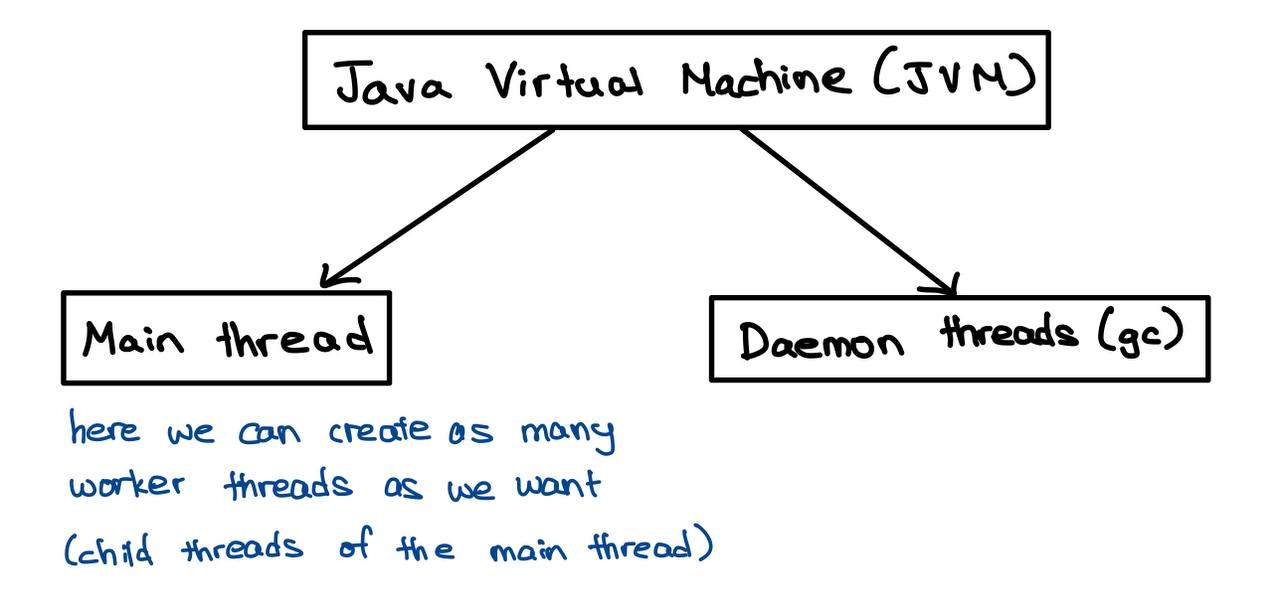 Java Virtual Machine (JVM)
Main thread
Daemon threads (gc)
here we can create as many
worker threads as we want
(child threads of the main thread)